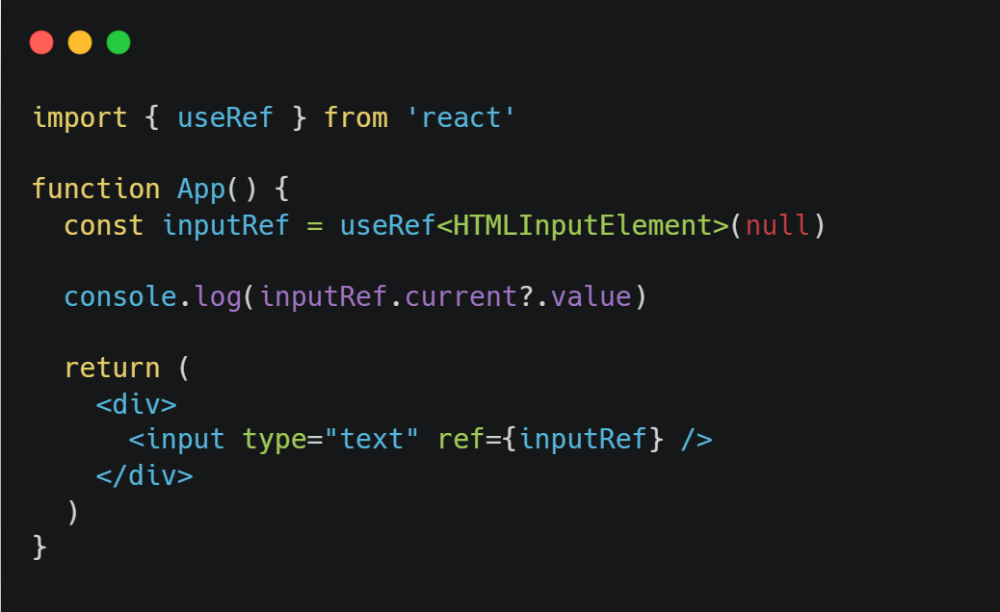 import { useRef } from 'react'

function App() {
  const inputRef = useRef<HTMLInputElement>(null)

  console.log(inputRef.current?.value)

  return (
    <div>
      <input type="text" ref={inputRef} />
    </div>
  )
}